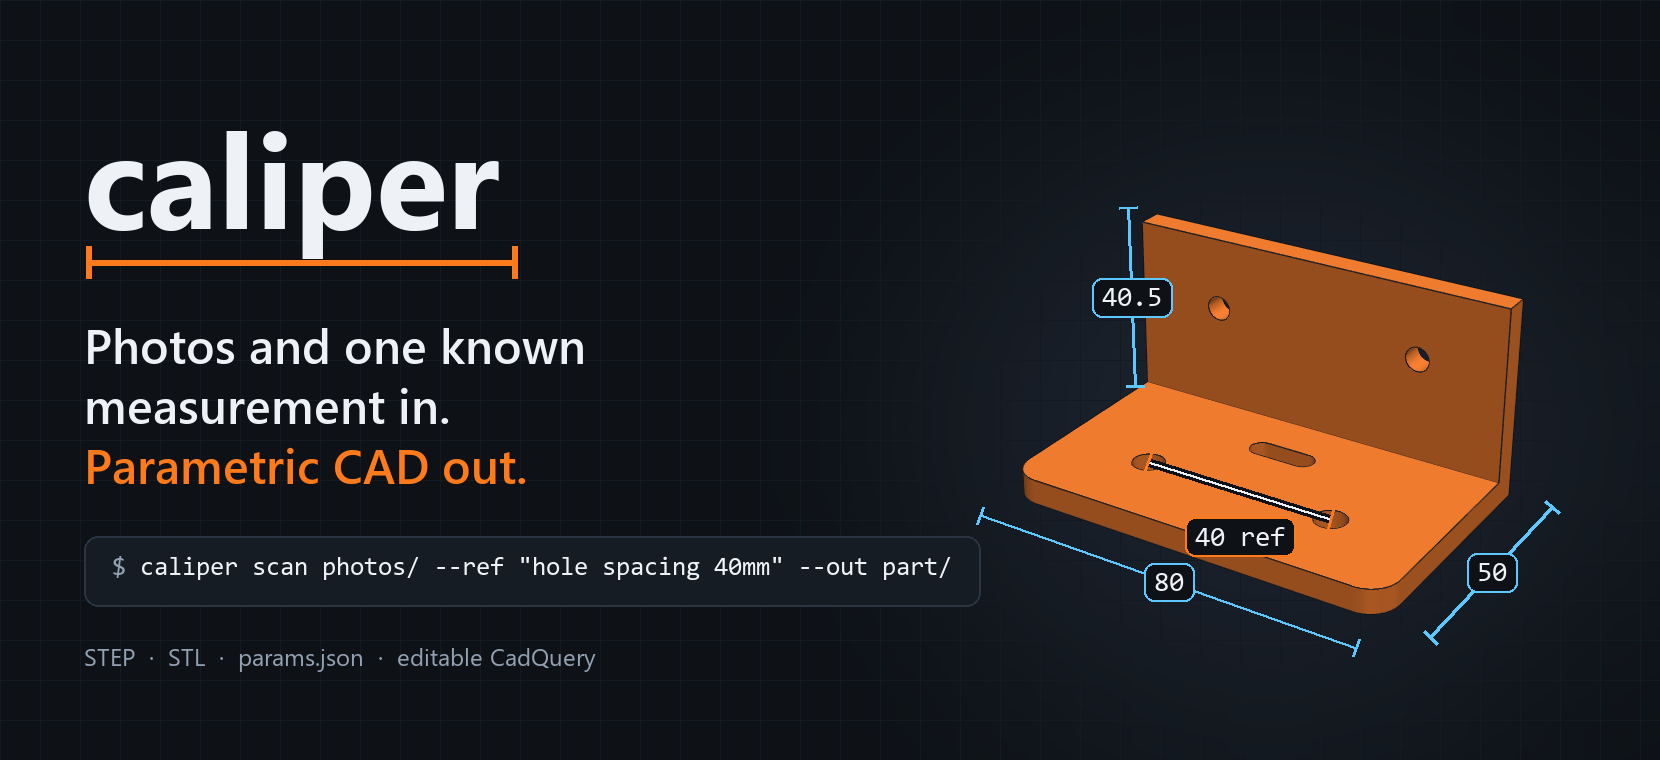 caliper
Photos and one known
measurement in.
Parametric CAD out.
$ caliper scan photos/ --ref "hole spacing 40mm" --out part/
STEP · STL · params.json · editable CadQuery
40.5
40 ref
80
50